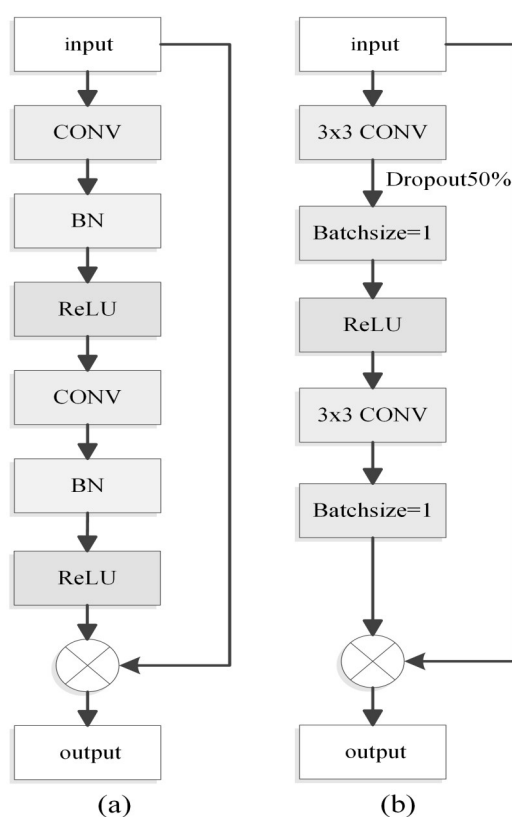 input
CONV
BN
ReLU
CONV
BN
ReLU
output
(a)
input
3x3 CONV
Dropout50%
Batchsize=1
ReLU
3x3 CONV
Batchsize=1
output
(b)